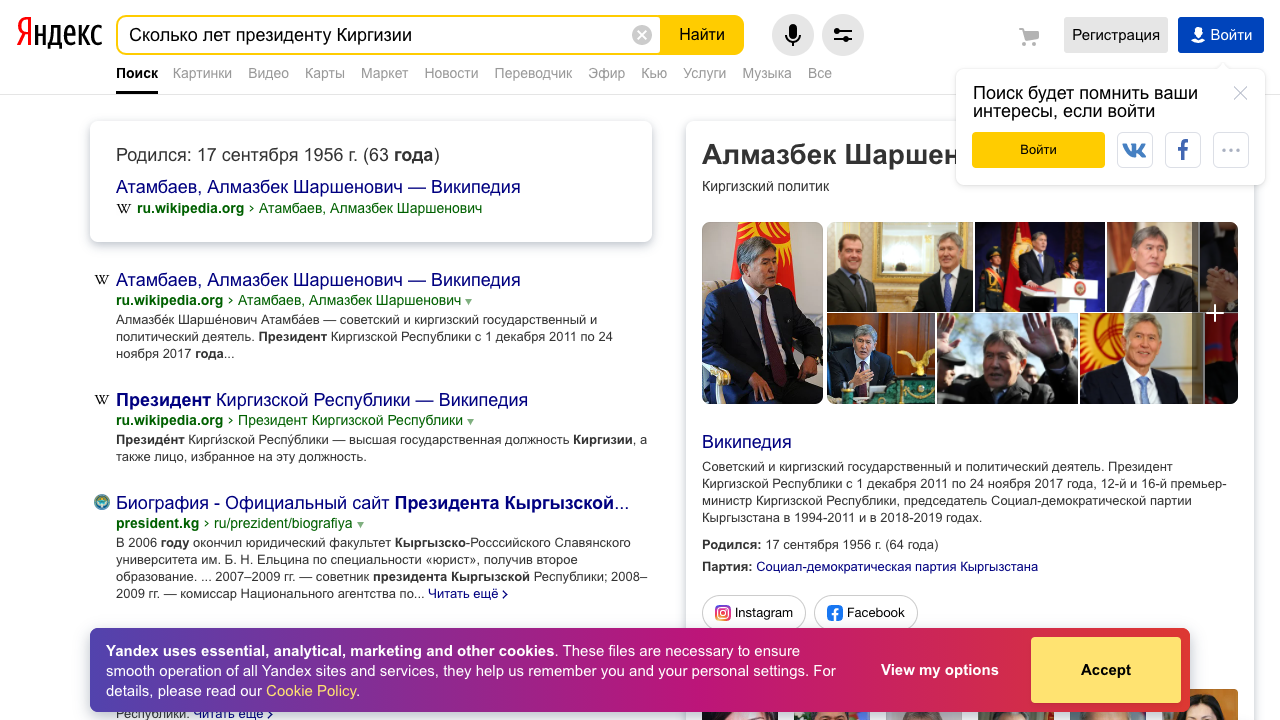 Яндекс
Сколько лет президенту Киргизии
Найти
Регистрация
Войти
Поиск Картинки Видео Карты Маркет Новости Переводчик Эфир Кью Услуги Музыка Все
Поиск будет помнить ваши
интересы, если войти
Войти
Родился: 17 сентября 1956 г. (63 года)
Атамбаев, Алмазбек Шаршенович — Википедия
ru.wikipedia.org › Атамбаев, Алмазбек Шаршенович
Атамбаев, Алмазбек Шаршенович — Википедия
ru.wikipedia.org › Атамбаев, Алмазбек Шаршенович
Алмазбе́к Шарше́нович Атамба́ев — советский и киргизский государственный и
политический деятель. Президент Киргизской Республики с 1 декабря 2011 по 24
ноября 2017 года...
Президент Киргизской Республики — Википедия
ru.wikipedia.org › Президент Киргизской Республики
Президе́нт Кирги́зской Респу́блики — высшая государственная должность Киргизии, а
также лицо, избранное на эту должность.
Биография - Официальный сайт Президента Кыргызской...
president.kg › ru/prezident/biografiya
В 2006 году окончил юридический факультет Кыргызско-Росссийского Славянского
университета им. Б. Н. Ельцина по специальности «юрист», получив второе
образование. ... 2007–2009 гг. — советник президента Кыргызской Республики; 2008–
2009 гг. — комиссар Национального агентства по... Читать ещё ›
Алмазбек Шаршен
Киргизский политик
Википедия
Советский и киргизский государственный и политический деятель. Президент
Киргизской Республики с 1 декабря 2011 по 24 ноября 2017 года, 12-й и 16-й премьер-
министр Киргизской Республики, председатель Социал-демократической партии
Кыргызстана в 1994-2011 и в 2018-2019 годах.
Родился: 17 сентября 1956 г. (64 года)
Партия: Социал-демократическая партия Кыргызстана
Instagram
Facebook
Yandex uses essential, analytical, marketing and other cookies. These files are necessary to ensure
smooth operation of all Yandex sites and services, they help us remember you and your personal settings. For
details, please read our Cookie Policy.
View my options
Accept
Республики. Читать ещё ›